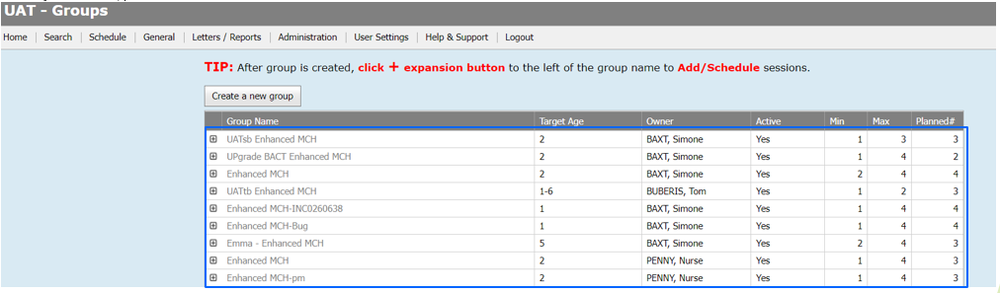 UAT - Groups
Home | Search | Schedule | General | Letters / Reports | Administration | User Settings | Help & Support | Logout
TIP: After group is created, click + expansion button to the left of the group name to Add/Schedule sessions.
Create a new group
Group Name Target Age Owner Active Min Max Planned#
UATsb Enhanced MCH 2 BAXT, Simone Yes 1 3 3
UPgrade BACT Enhanced MCH 2 BAXT, Simone Yes 1 4 2
Enhanced MCH 2 BAXT, Simone Yes 2 4 4
UATtb Enhanced MCH 1-6 BUBERIS, Tom Yes 1 2 3
Enhanced MCH-INC0260638 1 BAXT, Simone Yes 1 4 4
Enhanced MCH-Bug 1 BAXT, Simone Yes 1 4 4
Emma - Enhanced MCH 5 BAXT, Simone Yes 2 4 3
Enhanced MCH 2 PENNY, Nurse Yes 1 4 3
Enhanced MCH-pm 2 PENNY, Nurse Yes 1 4 3